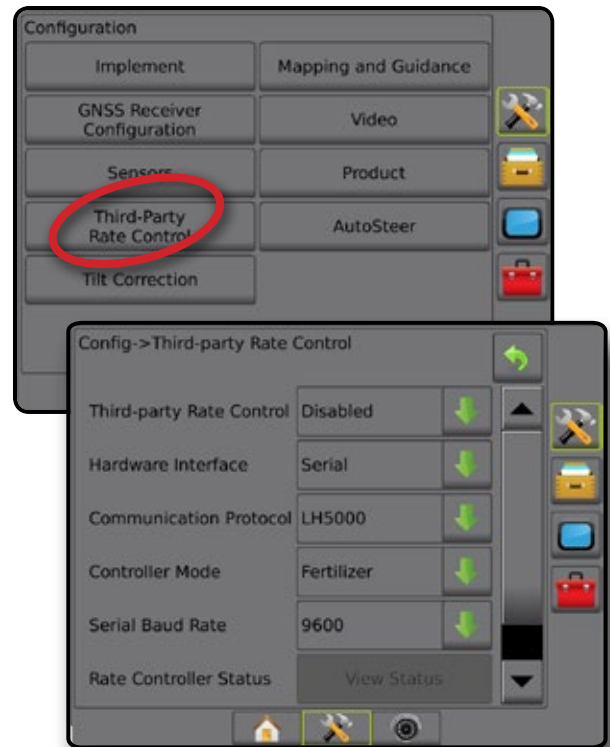 Configuration
Implement
Mapping and Guidance
GNSS Receiver
Configuration
Video
Sensors
Product
Third-Party
Rate Control
AutoSteer
Tilt Correction
Config->Third-party Rate Control
Third-party Rate Control Disabled
Hardware Interface Serial
Communication Protocol LH5000
Controller Mode Fertilizer
Serial Baud Rate 9600
Rate Controller Status View Status